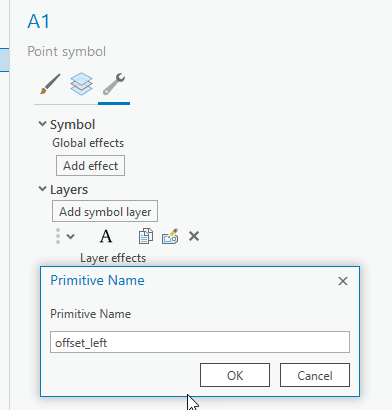 A1
Point symbol
Symbol
Global effects
Add effect
Layers
Add symbol layer
A
Layer effects
Primitive Name
Primitive Name
offset_left
OK Cancel